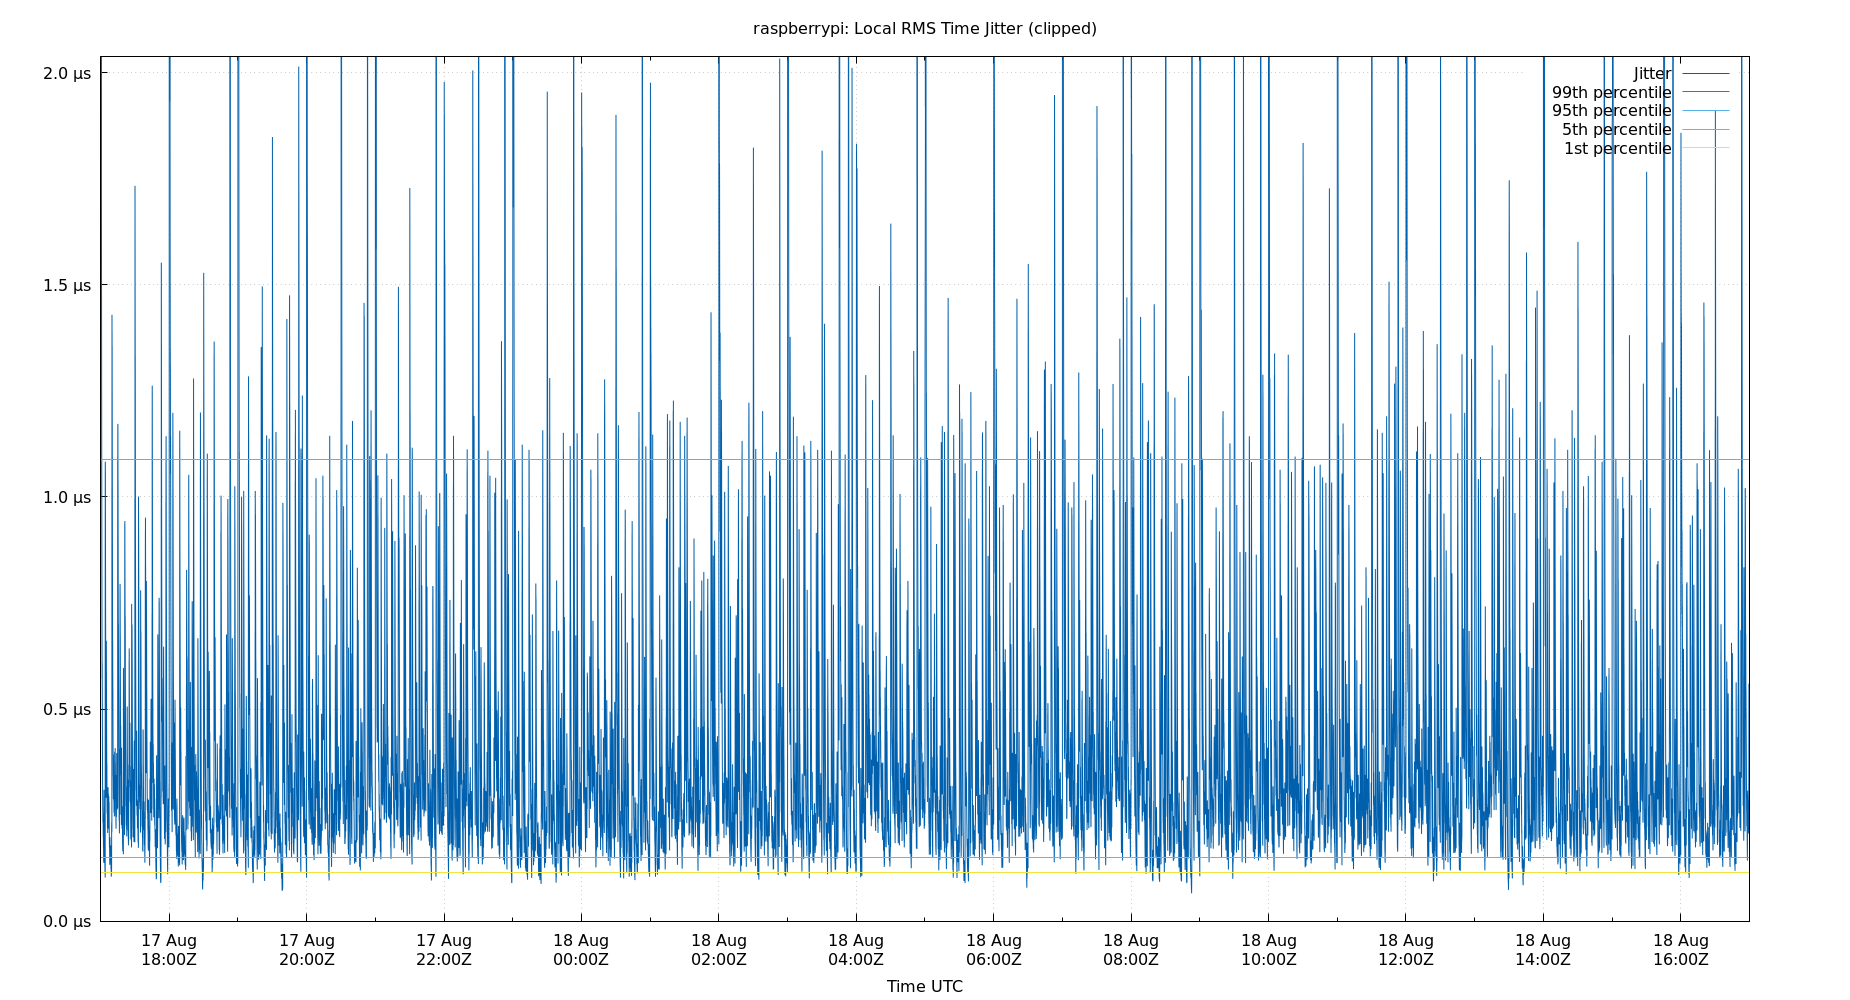 raspberrypi: Local RMS Time Jitter (clipped)
2.0 µs
1.5 µs
1.0 µs
0.5 µs
0.0 µs
Jitter
99th percentile
95th percentile
5th percentile
1st percentile
17 Aug 17 Aug 17 Aug 18 Aug 18 Aug 18 Aug 18 Aug 18 Aug 18 Aug 18 Aug 18 Aug 18 Aug
18:00Z 20:00Z 22:00Z 00:00Z 02:00Z 04:00Z 06:00Z 08:00Z 10:00Z 12:00Z 14:00Z 16:00Z
Time UTC